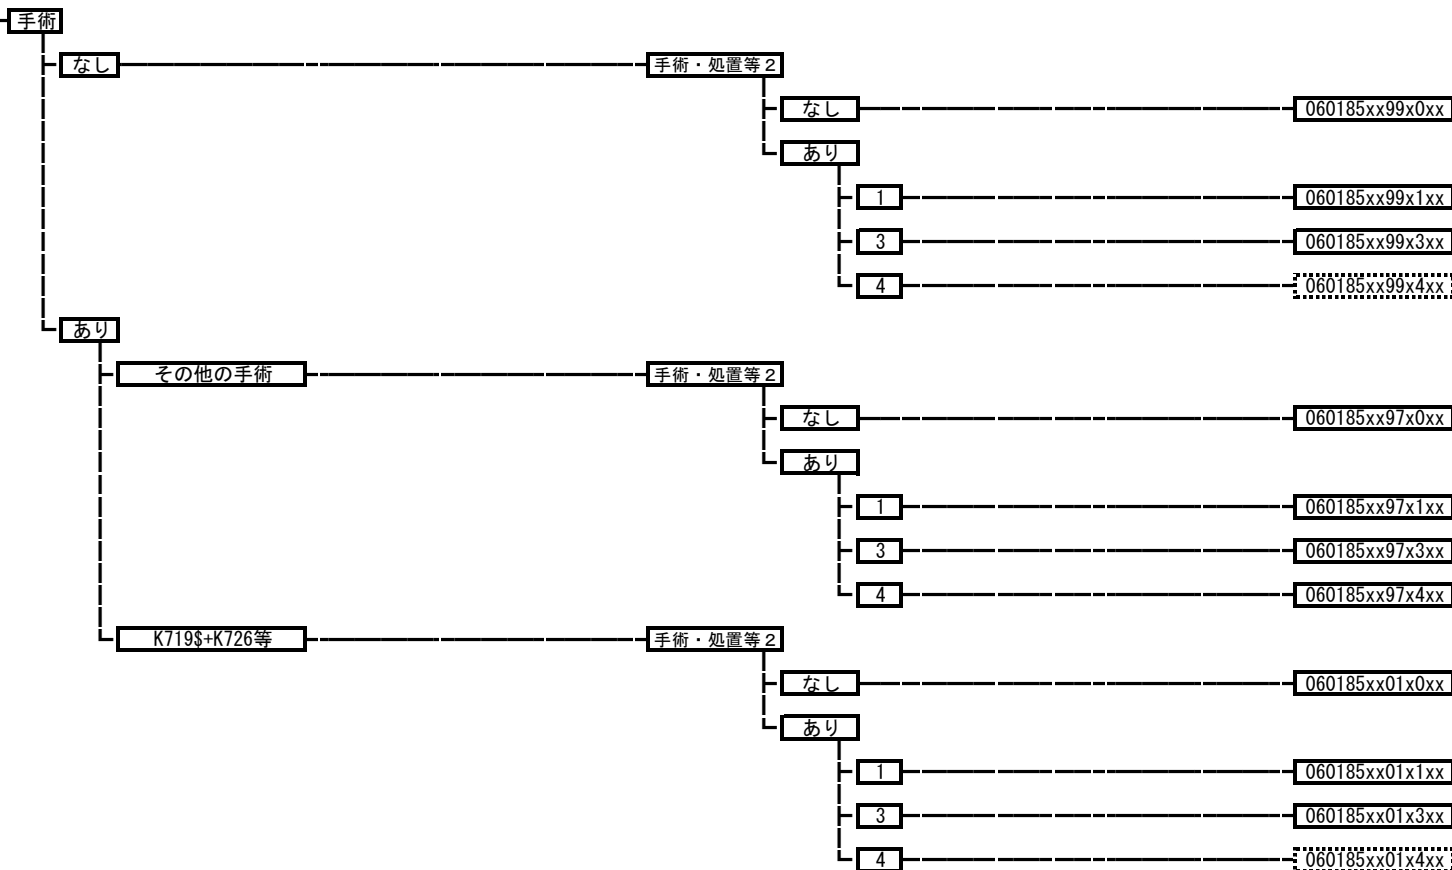 手術
なし 手術・処置等2
なし 060185xx99x0xx
あり
1 060185xx99x1xx
3 060185xx99x3xx
4 060185xx99x4xx
あり
その他の手術 手術・処置等2
なし 060185xx97x0xx
あり
1 060185xx97x1xx
3 060185xx97x3xx
4 060185xx97x4xx
K719$+K726等 手術・処置等2
なし 060185xx01x0xx
あり
1 060185xx01x1xx
3 060185xx01x3xx
4 060185xx01x4xx